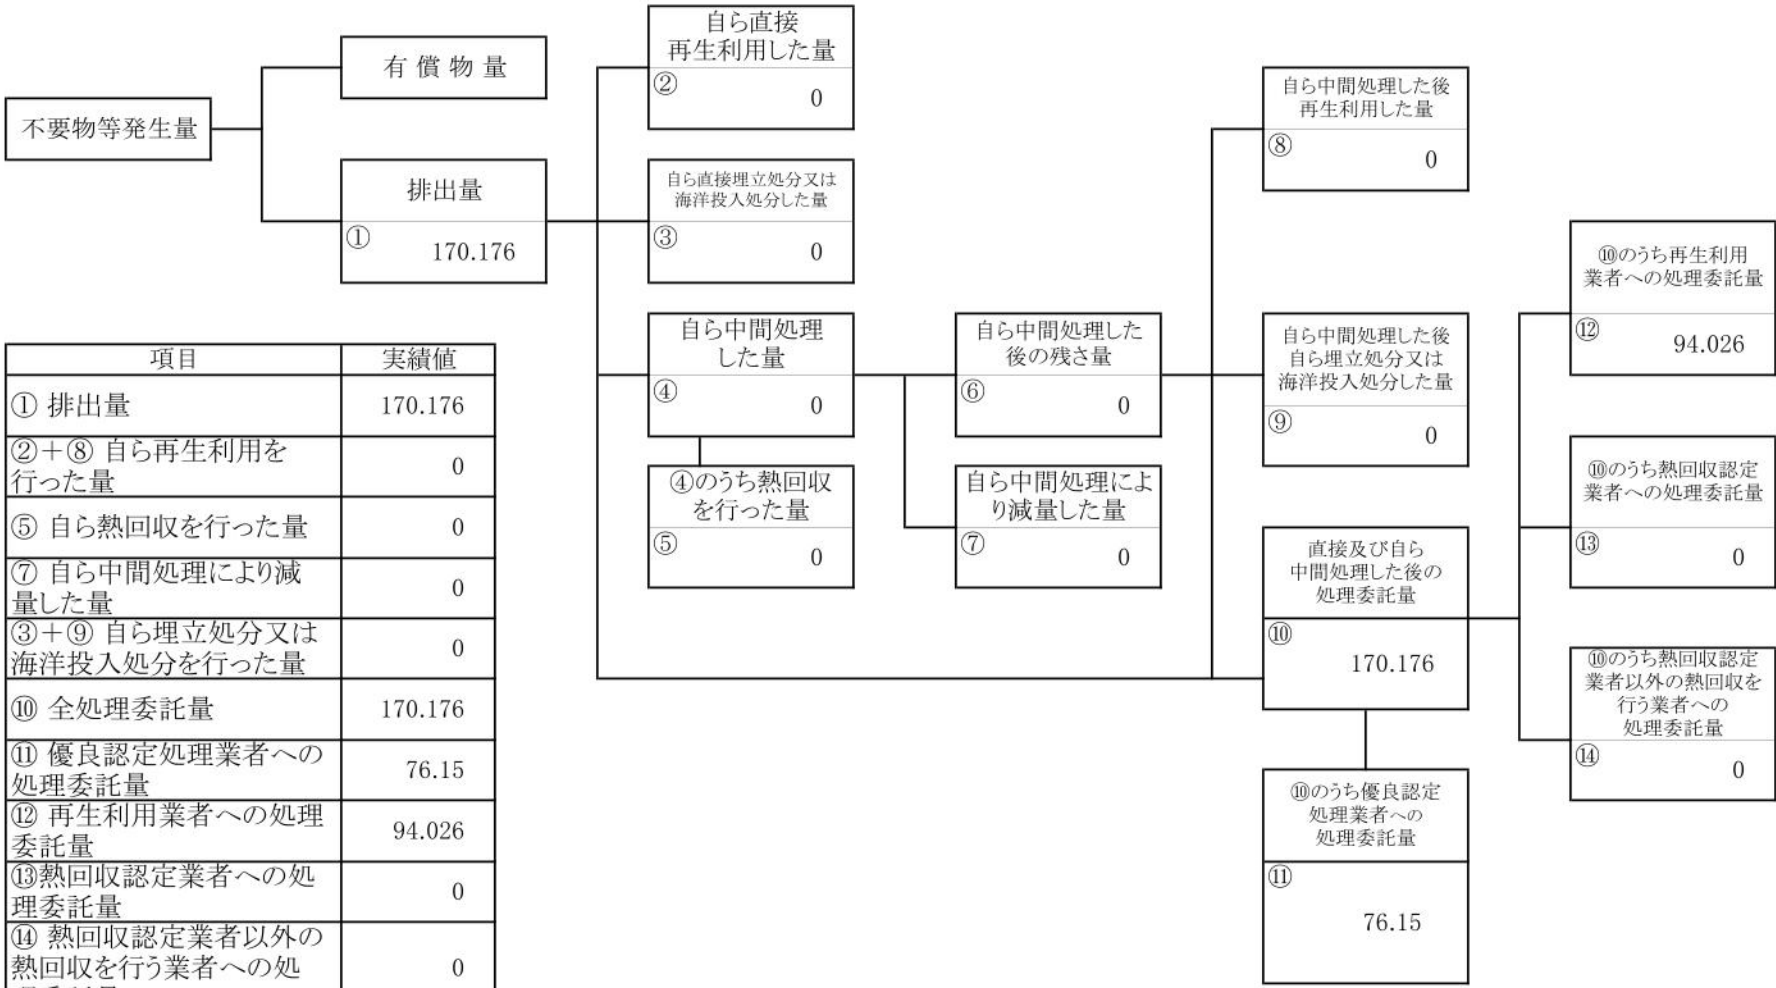 不要物等発生量
有 償 物 量
排出量
① 170.176
自ら直接
再生利用した量
② 0
自ら直接埋立処分又は
海洋投入処分した量
③ 0
自ら中間処理
した量
④ 0
④のうち熱回収
を行った量
⑤ 0
自ら中間処理した
後の残さ量
⑥ 0
自ら中間処理によ
り減量した量
⑦ 0
自ら中間処理した後
再生利用した量
⑧ 0
自ら中間処理した後
自ら埋立処分又は
海洋投入処分した量
⑨ 0
直接及び自ら
中間処理した後の
処理委託量
⑩ 170.176
⑩のうち優良認定
処理業者への
処理委託量
⑪ 76.15
⑩のうち再生利用
業者への処理委託量
⑫ 94.026
⑩のうち熱回収認定
業者への処理委託量
⑬ 0
⑩のうち熱回収認定
業者以外の熱回収を
行う業者への
処理委託量
⑭ 0
項目 実績値
① 排出量 170.176
②＋⑧ 自ら再生利用を
行った量 0
⑤ 自ら熱回収を行った量 0
⑦ 自ら中間処理により減
量した量 0
③＋⑨ 自ら埋立処分又は
海洋投入処分を行った量 0
⑩ 全処理委託量 170.176
⑪ 優良認定処理業者への
処理委託量 76.15
⑫ 再生利用業者への処理
委託量 94.026
⑬熱回収認定業者への処
理委託量 0
⑭ 熱回収認定業者以外の
熱回収を行う業者への処 0